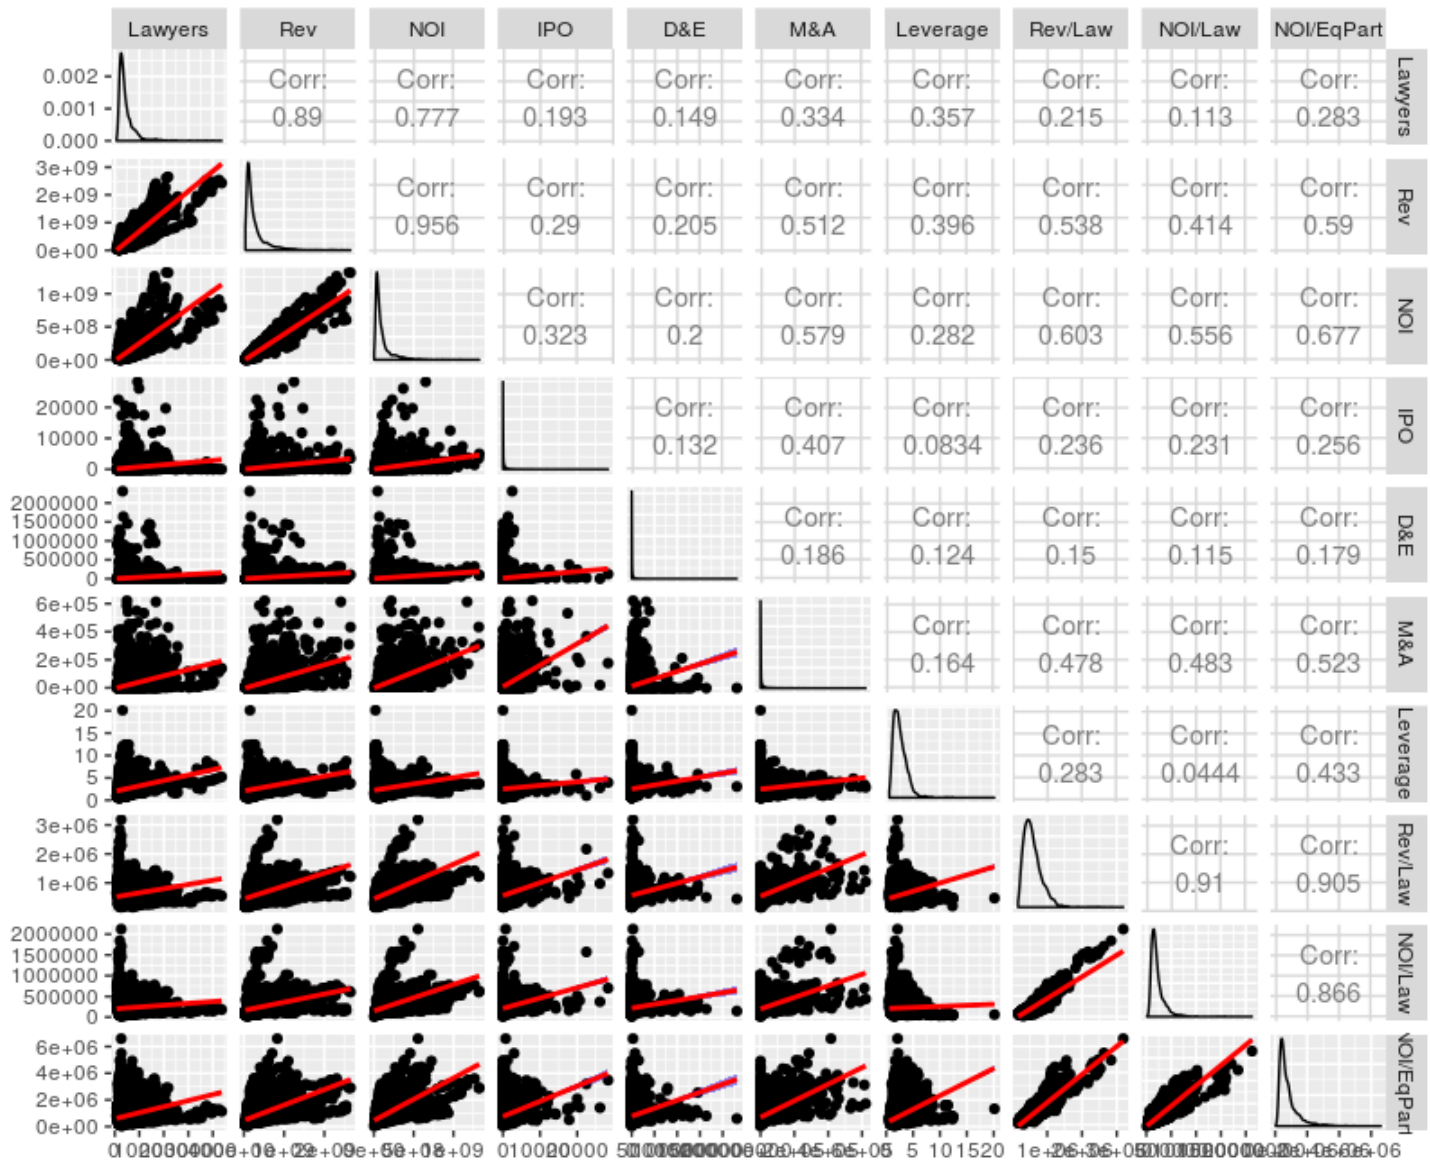 Lawyers Rev NOI IPO D&E M&A Leverage Rev/Law NOI/Law NOI/EqPart
0.002 Corr: Corr: Corr: Corr: Corr: Corr: Corr: Corr: Corr: Lawyers
0.001 0.89 0.777 0.193 0.149 0.334 0.357 0.215 0.113 0.283
0.000
3e+09 Corr: Corr: Corr: Corr: Corr: Corr: Corr: Corr: Rev
2e+09
1e+09 0.956 0.29 0.205 0.512 0.396 0.538 0.414 0.59
0e+00
1e+09 Corr: Corr: Corr: Corr: Corr: Corr: Corr: NOI
5e+08 0.323 0.2 0.579 0.282 0.603 0.556 0.677
0e+00
20000 Corr: Corr: Corr: Corr: Corr: Corr: IPO
10000 0.132 0.407 0.0834 0.236 0.231 0.256
0
2000000 Corr: Corr: Corr: Corr: Corr: D&E
1500000
1000000
500000 0.186 0.124 0.15 0.115 0.179
0
6e+05 Corr: Corr: Corr: Corr: M&A
4e+05
2e+05 0.164 0.478 0.483 0.523
0e+00
20 Corr: Corr: Corr: Leverage
15
10
5 0.283 0.0444 0.433
0
3e+06 Corr: Corr: Rev/Law
2e+06
1e+06 0.91 0.905
2000000 Corr: NOI/Law
1500000
1000000 0.866
500000
0
6e+06 NOI/EqPart
4e+06
2e+06
0e+00
0 5 10 15 20